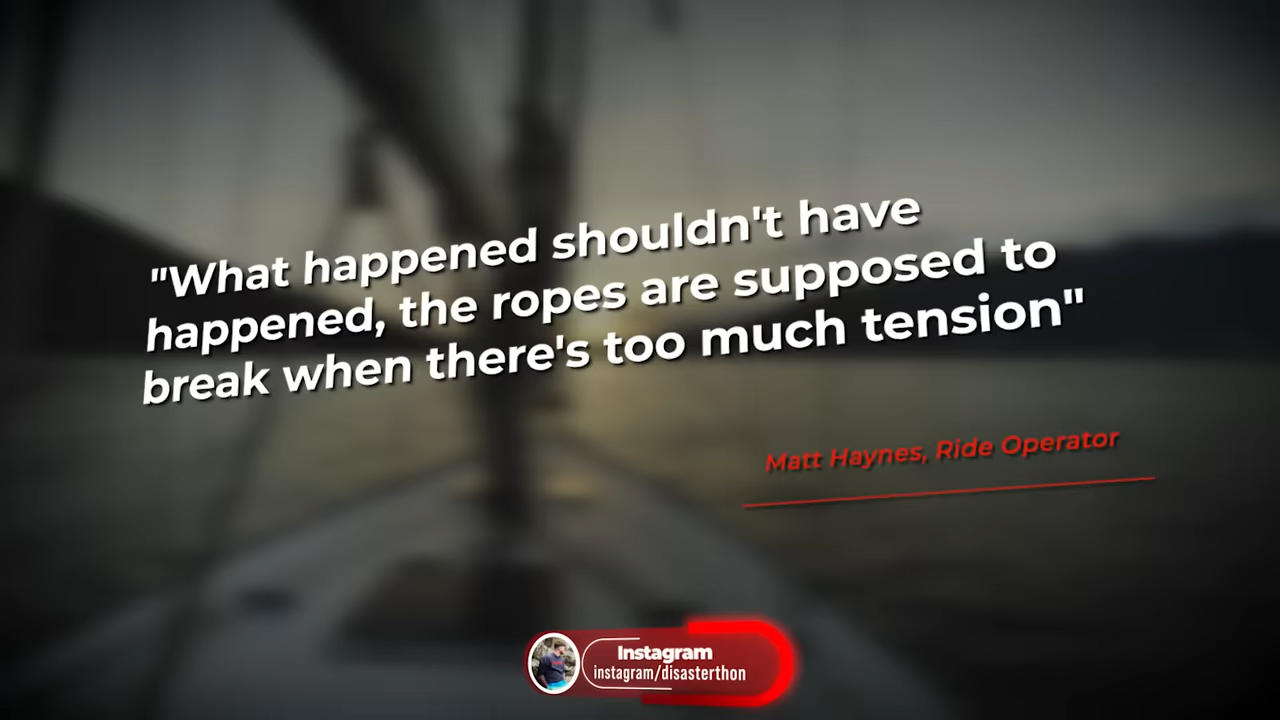 "What happened shouldn't have
happened, the ropes are supposed to
break when there's too much tension"
Matt Haynes, Ride Operator
Instagram
instagram/disasterthon